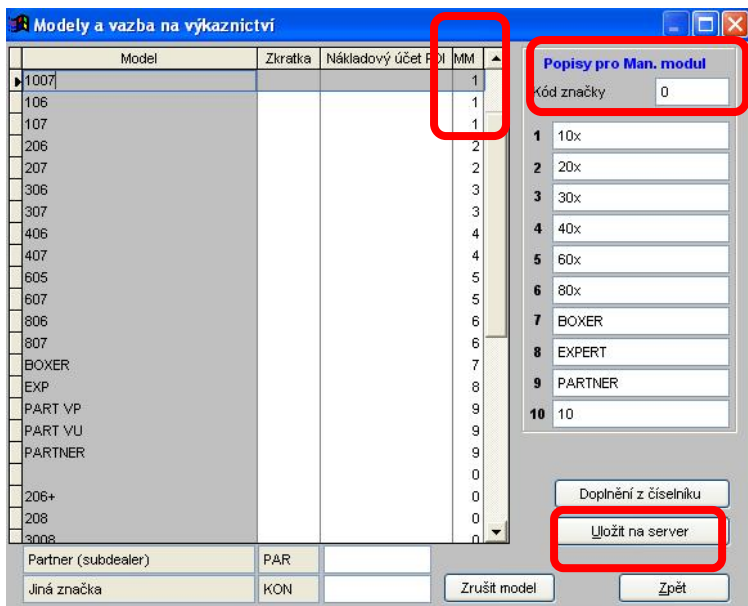 Modely a vazba na výkaznictví
Model Zkratka Nákladový účet PDI MM
1007 1
106 1
107 1
206 2
207 2
306 3
307 3
406 4
407 4
605 5
607 5
806 6
807 6
BOXER 7
EXP 8
PART VP 9
PART VU 9
PARTNER 9
0
206+ 0
208 0
3008 0
Partner (subdealer) PAR
Jiná značka KON
Popisy pro Man. modul
Kód značky 0
1 10x
2 20x
3 30x
4 40x
5 60x
6 80x
7 BOXER
8 EXPERT
9 PARTNER
10 10
Doplnění z číselníku
Uložit na server
Zrušit model
Zpět